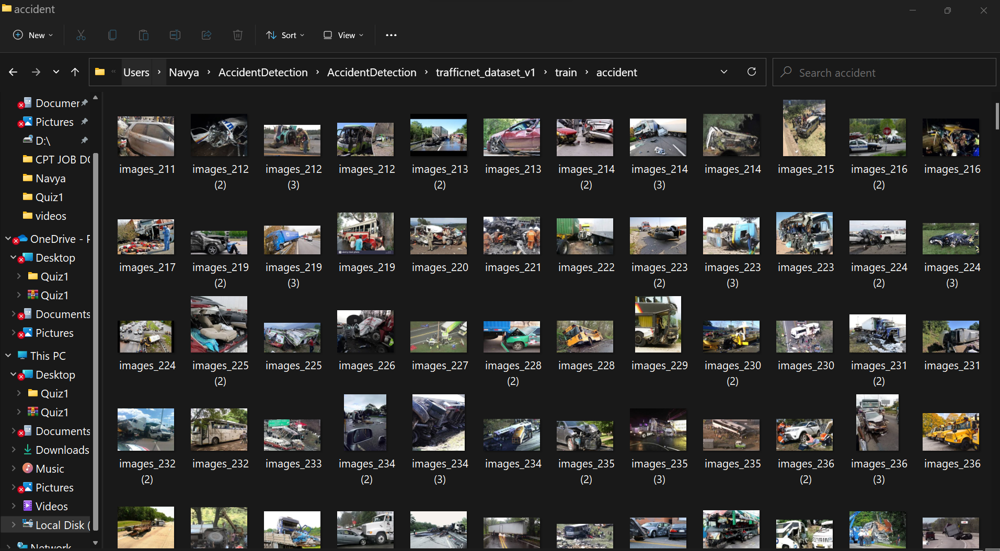 accident
New
Sort
View
Users
Navya
AccidentDetection
AccidentDetection
trafficnet_dataset_v1
train
accident
Search accident
Documer
Pictures
D:\
CPT JOB DO
Navya
Quiz1
videos
OneDrive - P
Desktop
Quiz1
Quiz1
Documents
Pictures
This PC
Desktop
Quiz1
Quiz1
Documents
Downloads
Music
Pictures
Videos
Local Disk (
Network
images_211
images_212
(2)
images_212
(3)
images_212
images_213
(2)
images_213
images_214
(2)
images_214
(3)
images_214
images_215
images_216
(2)
images_216
images_217
images_219
(2)
images_219
(3)
images_219
images_220
images_221
images_222
images_223
(2)
images_223
(3)
images_223
images_224
(2)
images_224
(3)
images_224
images_225
(2)
images_225
images_226
images_227
images_228
(2)
images_228
images_229
images_230
(2)
images_230
images_231
(2)
images_231
images_232
(2)
images_232
images_233
images_234
(2)
images_234
(3)
images_234
images_235
(2)
images_235
(3)
images_235
images_236
(2)
images_236
(3)
images_236